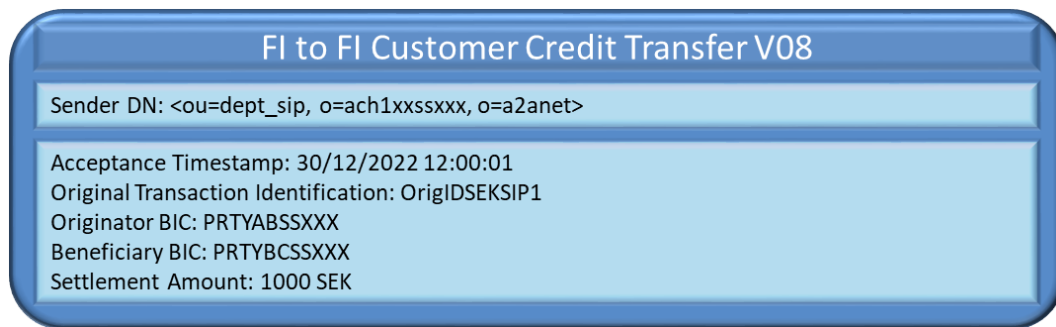 FI to FI Customer Credit Transfer V08
Sender DN: <ou=dept_sip, o=ach1xxssxxx, o=a2anet>
Acceptance Timestamp: 30/12/2022 12:00:01
Original Transaction Identification: OrigIDSEKSIP1
Originator BIC: PRTYABSSXXX
Beneficiary BIC: PRTYBCSSXXX
Settlement Amount: 1000 SEK